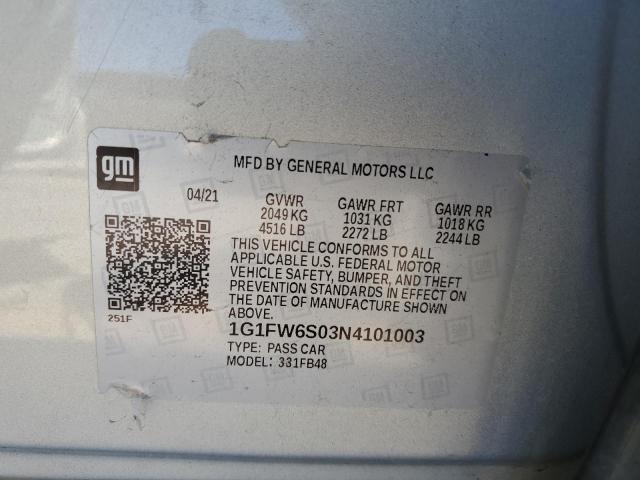 gm
MFD BY GENERAL MOTORS LLC
04/21 GVWR GAWR FRT GAWR RR
2049 KG 1031 KG 1018 KG
4516 LB 2272 LB 2244 LB
THIS VEHICLE CONFORMS TO ALL
APPLICABLE U.S. FEDERAL MOTOR
VEHICLE SAFETY, BUMPER, AND THEFT
PREVENTION STANDARDS IN EFFECT ON
THE DATE OF MANUFACTURE SHOWN
ABOVE.
251F
1G1FW6S03N4101003
TYPE: PASS CAR
MODEL: 331FB48